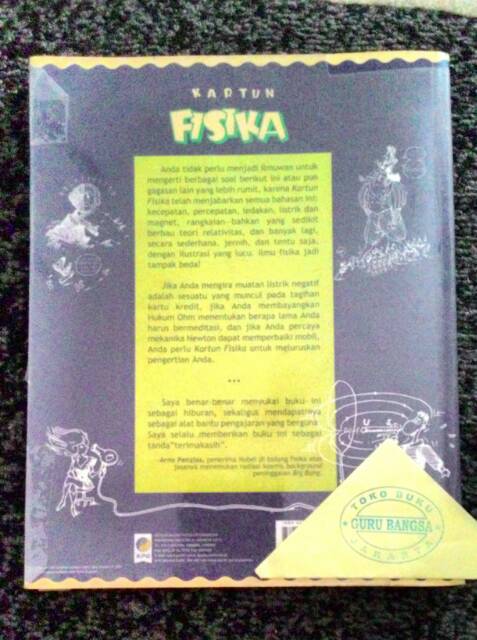 KARTUN
FISIKA
Anda tidak perlu menjadi ilmuwan untuk
mengerti berbagai soal berikut ini atau pun
gagasan lain yang lebih rumit, karena Kartun
Fisika telah menjabarkan semua bahasan ini:
kecepatan, percepatan, ledakan, listrik dan
magnet, rangkaian—bahkan yang sedikit
berbau teori relativitas, dan banyak lagi,
secara sederhana, jernih, dan tentu saja,
dengan ilustrasi yang lucu. Ilmu fisika jadi
tampak beda!
Jika Anda mengira muatan listrik negatif
adalah sesuatu yang muncul pada tagihan
kartu kredit, jika Anda membayangkan
Hukum Ohm menentukan berapa lama Anda
harus bermeditasi, dan jika Anda percaya
mekanika Newton dapat memperbaiki mobil,
Anda perlu Kartun Fisika untuk meluruskan
pengertian Anda.
***
Saya benar-benar menyukai buku ini
sebagai hiburan, sekaligus mendapatinya
sebagai alat bantu pengajaran yang berguna.
Saya selalu memberikan buku ini sebagai
tanda "terimakasih".
—Arno Penzias, penerima Nobel di bidang fisika atas
jasanya menemukan radiasi kosmis background
peninggalan Big Bang.
KPG
TOKO BUKU
GURU BANGSA
JAKARTA